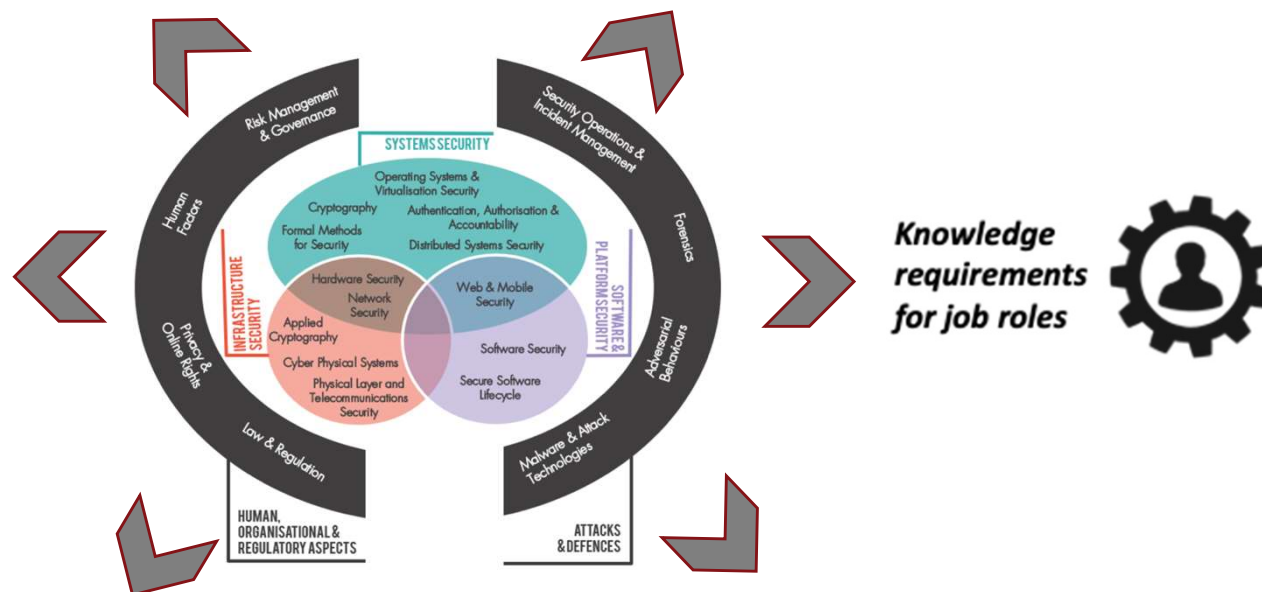 Risk Management
& Governance
Human
Factors
Privacy &
Online Rights
Law & Regulation
HUMAN,
ORGANISATIONAL &
REGULATORY ASPECTS
SYSTEMS SECURITY
Operating Systems &
Virtualisation Security
Cryptography
Authentication, Authorisation &
Accountability
Formal Methods
for Security
Distributed Systems Security
INFRASTRUCTURE
SECURITY
Hardware Security
Network
Security
Applied
Cryptography
Cyber Physical Systems
Physical Layer and
Telecommunications
Security
Web & Mobile
Security
SOFTWARE &
PLATFORM SECURITY
Software Security
Secure Software
Lifecycle
Security Operations &
Incident Management
Forensics
Adversarial
Behaviours
Malware & Attack
Technologies
ATTACKS
& DEFENCES
Knowledge
requirements
for job roles